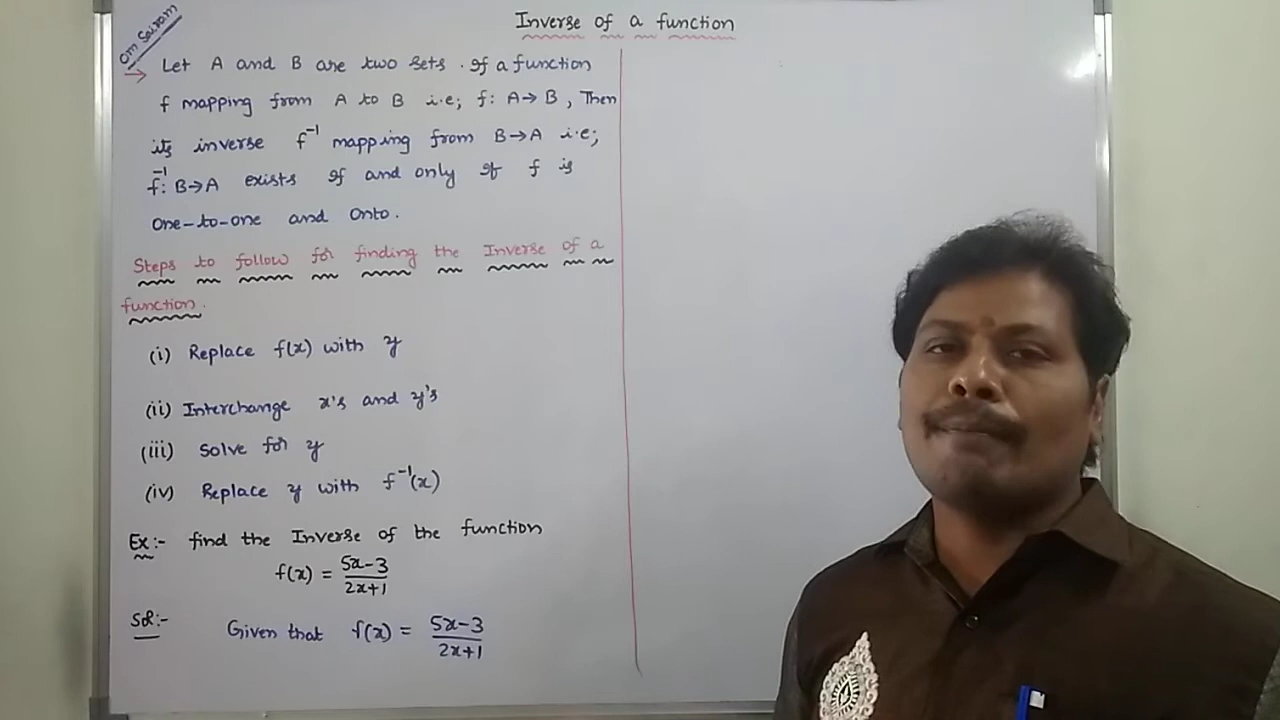 Inverse of a function
Om Sairam
→ Let A and B are two sets. If a function
f mapping from A to B i.e; f: A→B, Then
its inverse f⁻¹ mapping from B→A i.e;
f⁻¹: B→A exists If and only If f is
One-to-one and Onto.
Steps to follow for finding the Inverse of a
function.
(i) Replace f(x) with y
(ii) Interchange x's and y's
(iii) Solve for y
(iv) Replace y with f⁻¹(x)
Ex:- find the Inverse of the function
f(x) = (5x-3)/(2x+1)
Sol:- Given that f(x) = (5x-3)/(2x+1)